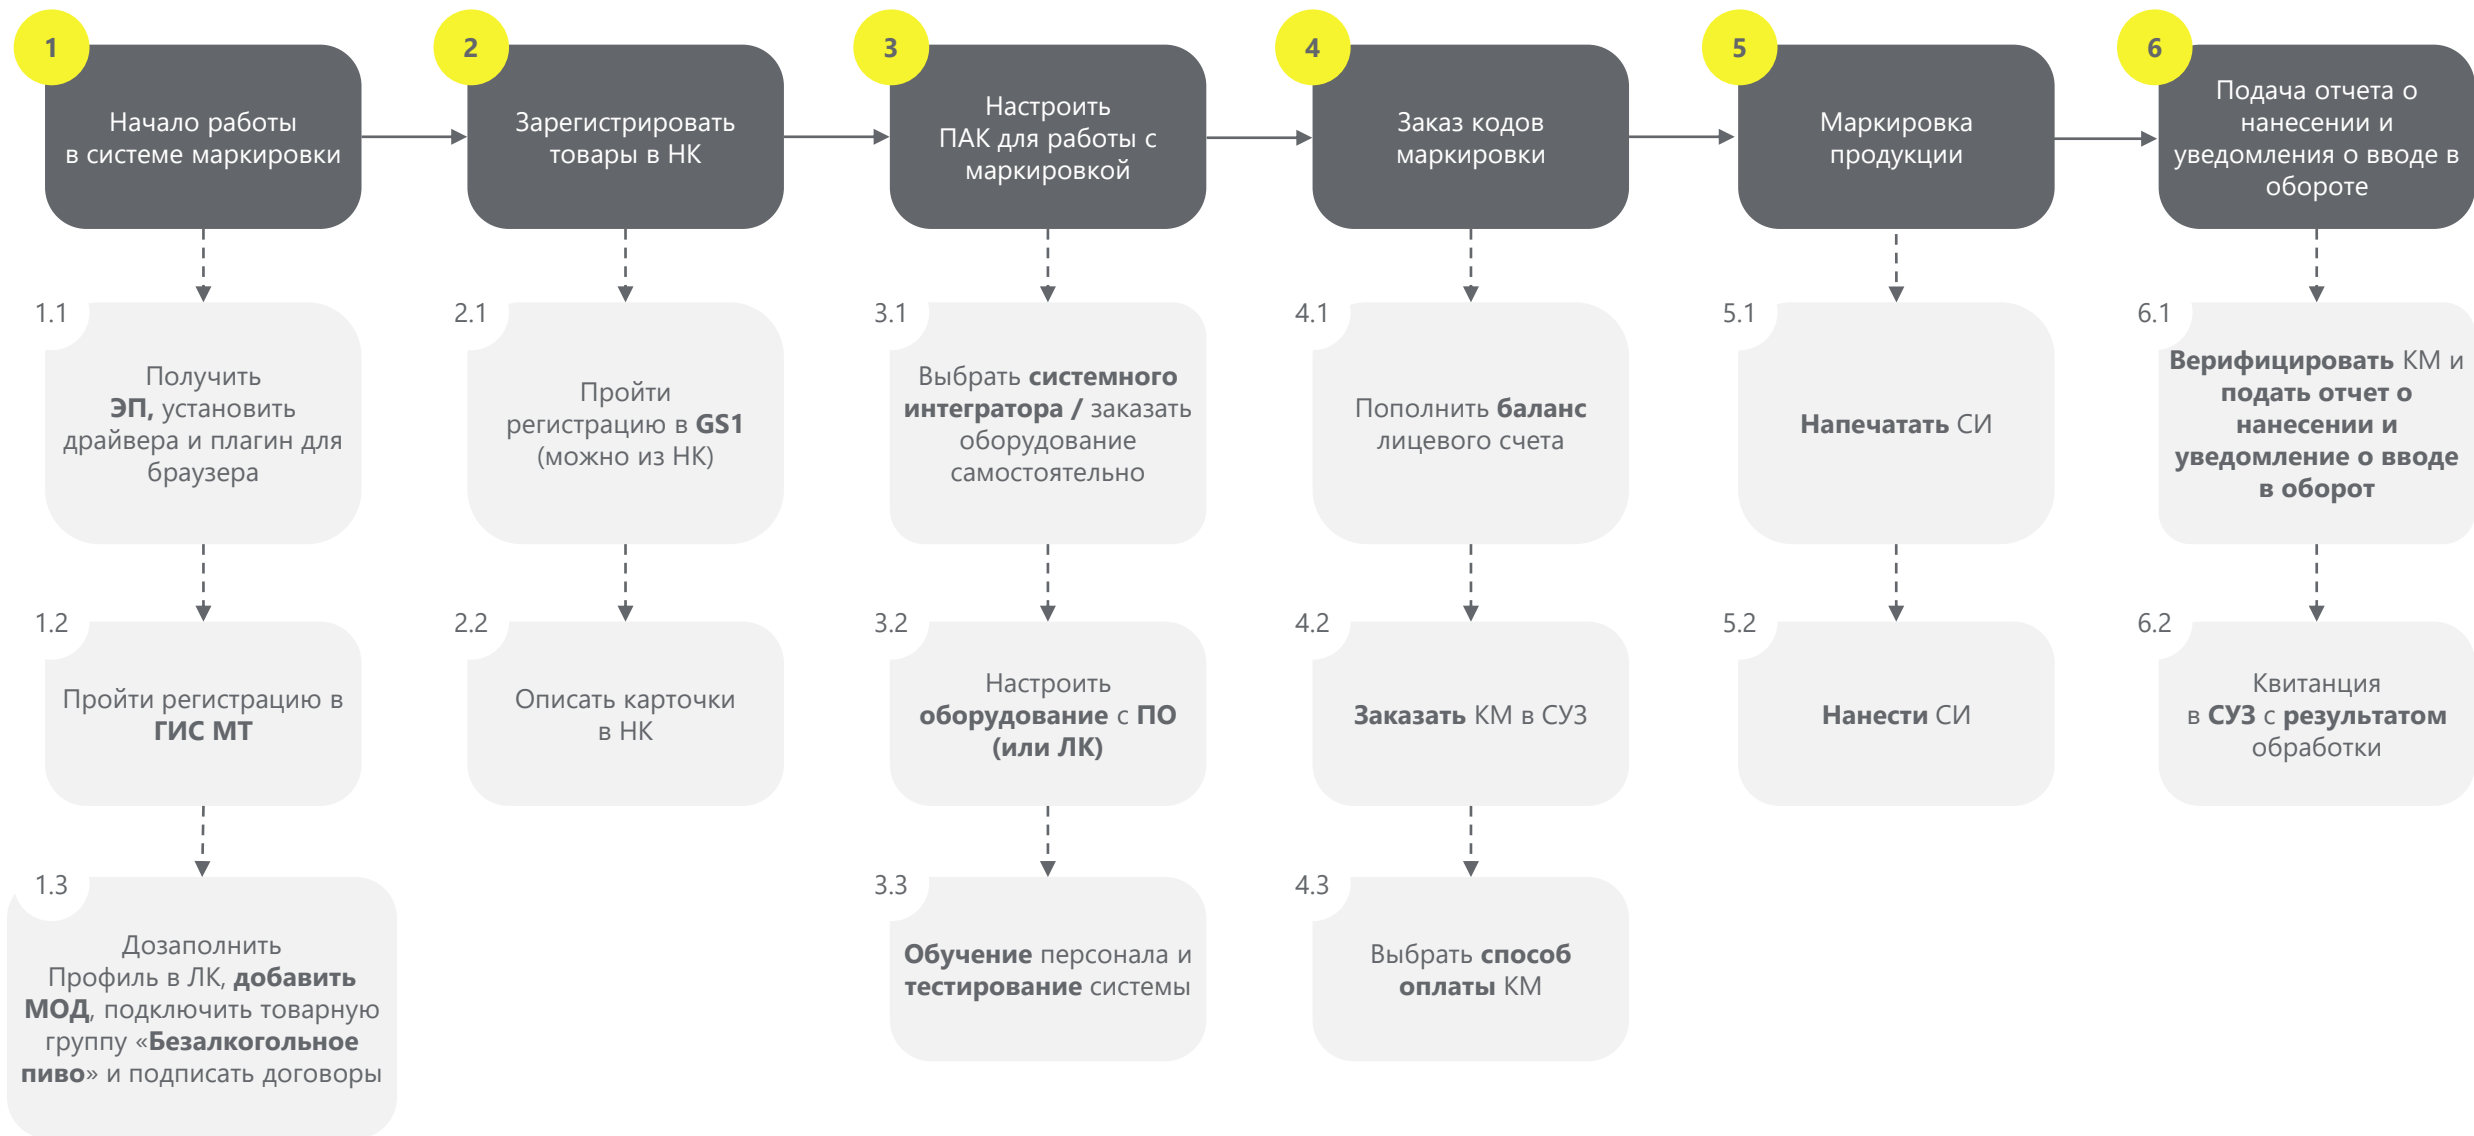 1
Начало работы
в системе маркировки
2
Зарегистрировать
товары в НК
3
Настроить
ПАК для работы с
маркировкой
4
Заказ кодов
маркировки
5
Маркировка
продукции
6
Подача отчета о
нанесении и
уведомления о вводе в
обороте
1.1
Получить
ЭП, установить
драйвера и плагин для
браузера
2.1
Пройти
регистрацию в GS1
(можно из НК)
3.1
Выбрать системного
интегратора / заказать
оборудование
самостоятельно
4.1
Пополнить баланс
лицевого счета
5.1
Напечатать СИ
6.1
Верифицировать КМ и
подать отчет о
нанесении и
уведомление о вводе
в оборот
1.2
Пройти регистрацию в
ГИС МТ
2.2
Описать карточки
в НК
3.2
Настроить
оборудование с ПО
(или ЛК)
4.2
Заказать КМ в СУЗ
5.2
Нанести СИ
6.2
Квитанция
в СУЗ с результатом
обработки
1.3
Дозаполнить
Профиль в ЛК, добавить
МОД, подключить товарную
группу «Безалкогольное
пиво» и подписать договоры
3.3
Обучение персонала и
тестирование системы
4.3
Выбрать способ
оплаты КМ